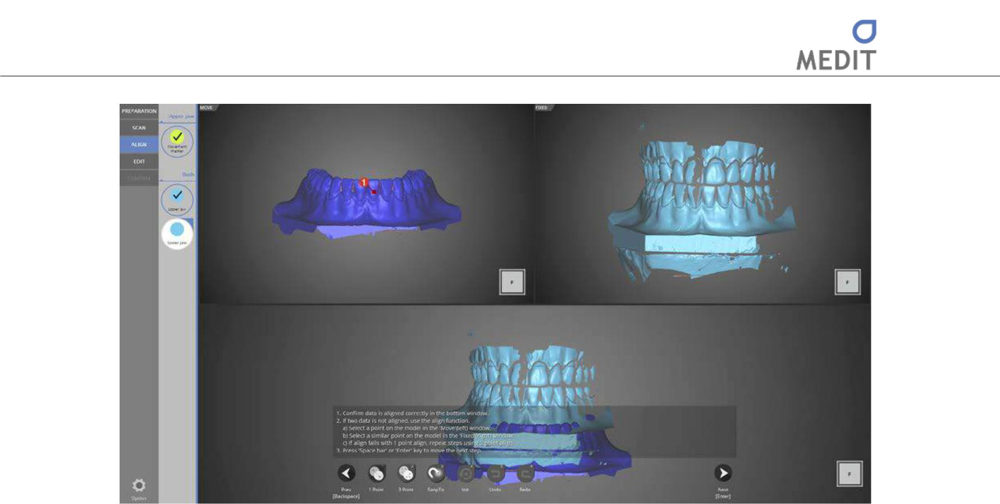 MEDIT
PREPARATION
SCAN
ALIGN
EDIT
CONFIRM
Upper jaw
Movement
marker
Both
Upper jaw
Lower jaw
MOVE
1
F
FIXED
F
1. Confirm data is aligned correctly in the bottom window.
2. If two data is not aligned, use the align function.
a) Select a point on the model in the 'Move'(left) window.
b) Select a similar point on the model in the 'Fixed'(right) window.
c) If align fails with 1 point align, repeat steps using 3 point align.
3. Press 'Space bar' or 'Enter' key to move the next step.
Prev
[Backspace]
1 Point
3 Point
Init
Undo
Redo
Next
[Enter]
F
Option